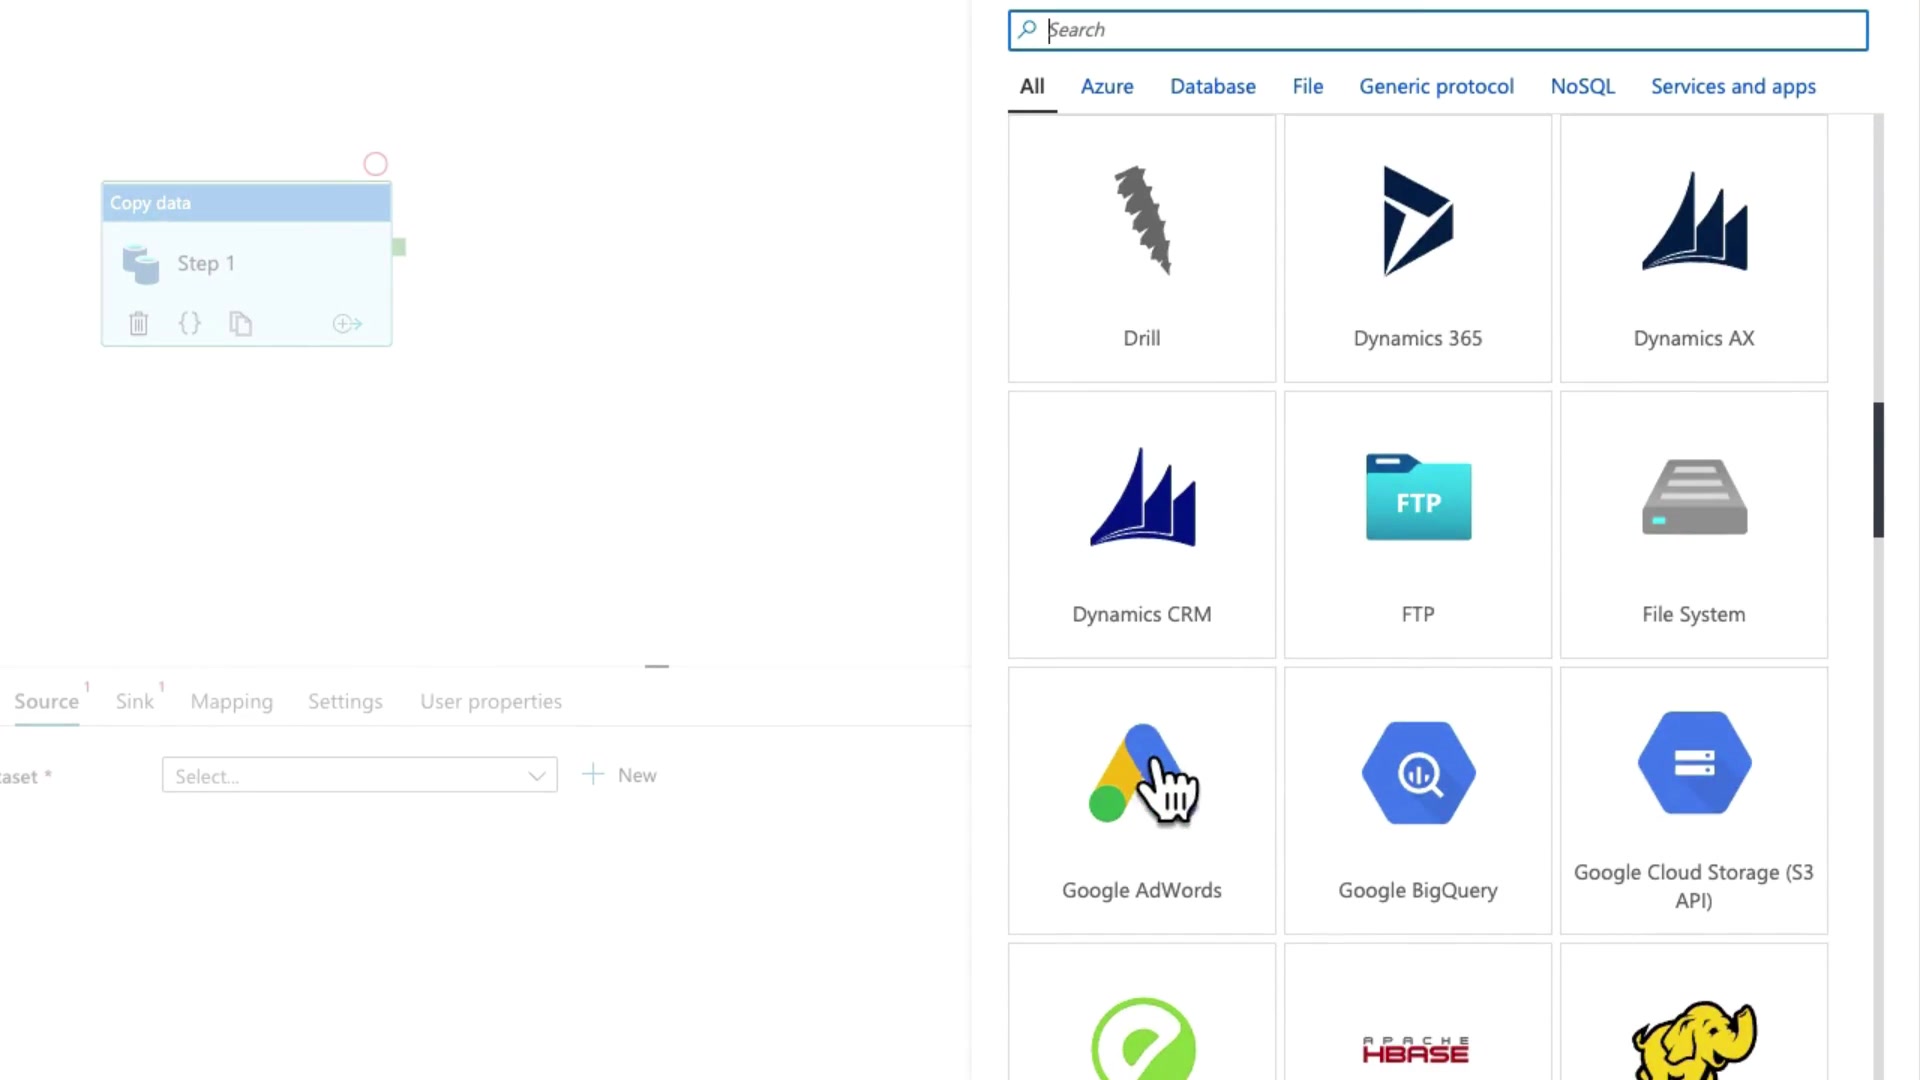 Search
All Azure Database File Generic protocol NoSQL Services and apps
Copy data
Step 1
Drill
Dynamics 365
Dynamics AX
FTP
Dynamics CRM
FTP
File System
Source 1 Sink 1 Mapping Settings User properties
taset *
Select...
New
Google AdWords
Google BigQuery
Google Cloud Storage (S3
API)
APACHE
HBASE